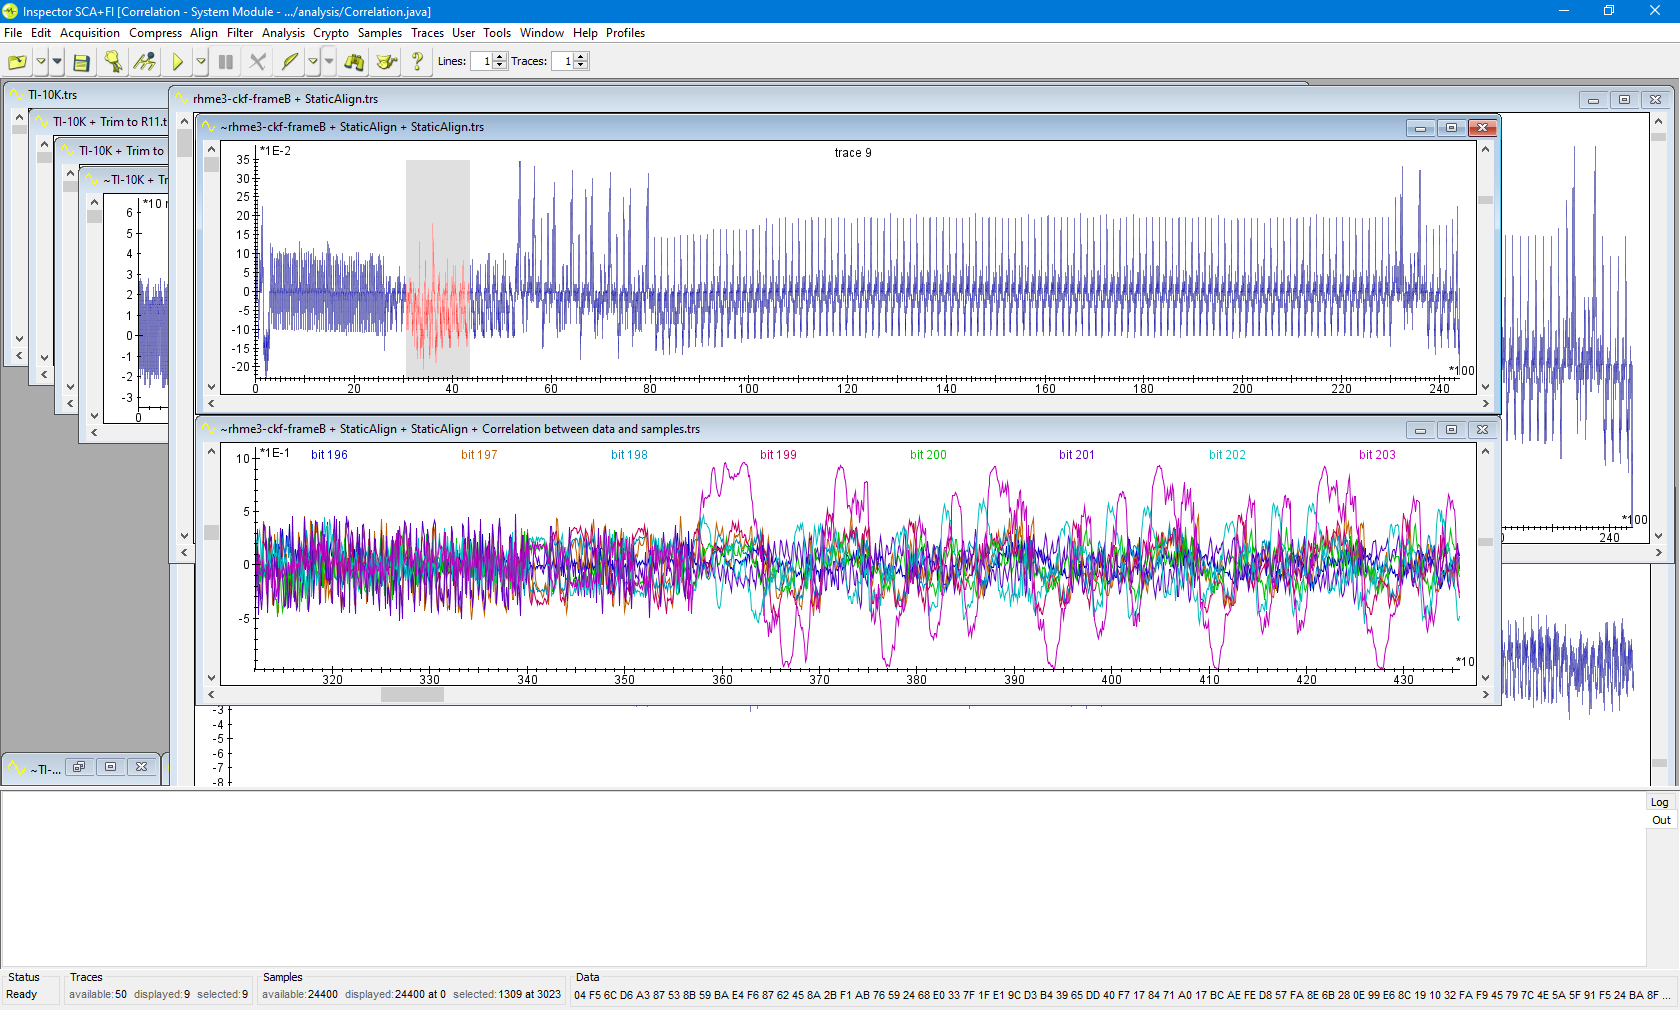 Inspector SCA+FI [Correlation - System Module - .../analysis/Correlation.java]
File Edit Acquisition Compress Align Filter Analysis Crypto Samples Traces User Tools Window Help Profiles
Lines: 1 Traces: 1
TI-10K.trs
rhme3-ckf-frameB + StaticAlign.trs
TI-10K + Trim to R11.t
TI-10K + Trim to
~TI-10K + Tr
*10
6
5
4
3
2
1
0
-1
-2
-3
0
~rhme3-ckf-frameB + StaticAlign + StaticAlign.trs
*1E-2
trace 9
35
30
25
20
15
10
5
0
-5
-10
-15
-20
0 20 40 60 80 100 120 140 160 180 200 220 240
*100
*100
240
~rhme3-ckf-frameB + StaticAlign + StaticAlign + Correlation between data and samples.trs
*1E-1
bit 196 bit 197 bit 198 bit 199 bit 200 bit 201 bit 202 bit 203
10
5
0
-5
*10
320 330 340 350 360 370 380 390 400 410 420 430
-3
-4
-5
-6
-7
-8
~TI-...
Log
Out
Status Traces Samples Data
Ready available: 50 displayed: 9 selected: 9 available: 24400 displayed: 24400 at 0 selected: 1309 at 3023 04 F5 6C D6 A3 87 53 8B 59 BA E4 F6 87 62 45 8A 2B F1 AB 76 59 24 68 E0 33 7F 1F E1 9C D3 B4 39 65 DD 40 F7 17 84 71 A0 17 BC AE FE D8 57 FA 8E 6B 28 0E 99 E6 8C 19 10 32 FA F9 45 79 7C 4E 5A 5F 91 F5 24 BA 8F ...